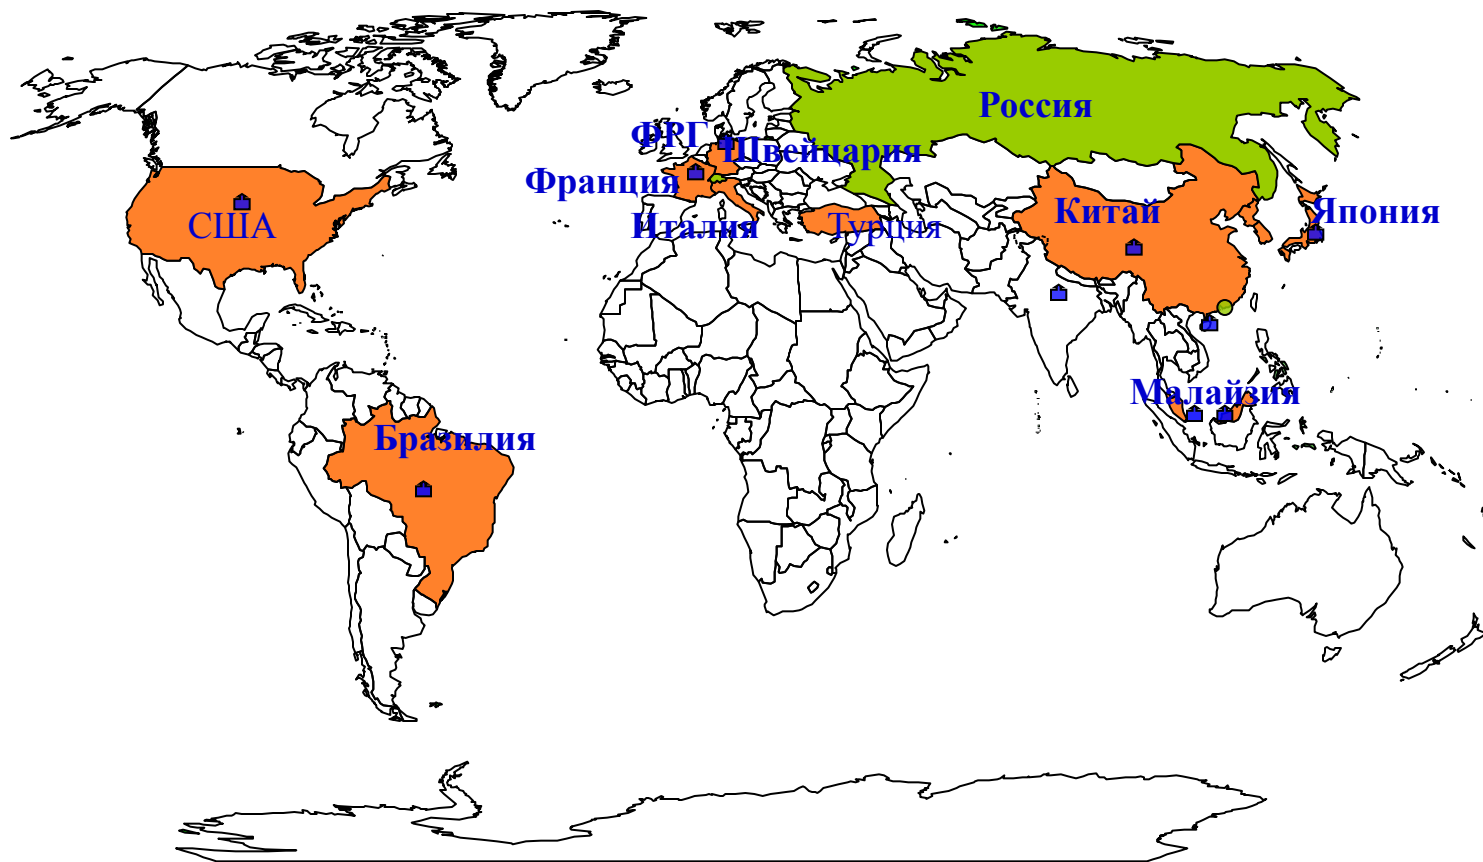 Россия
ФРГ
Швейцария
Франция
США
Италия
Турция
Китай
Япония
Малайзия
Бразилия